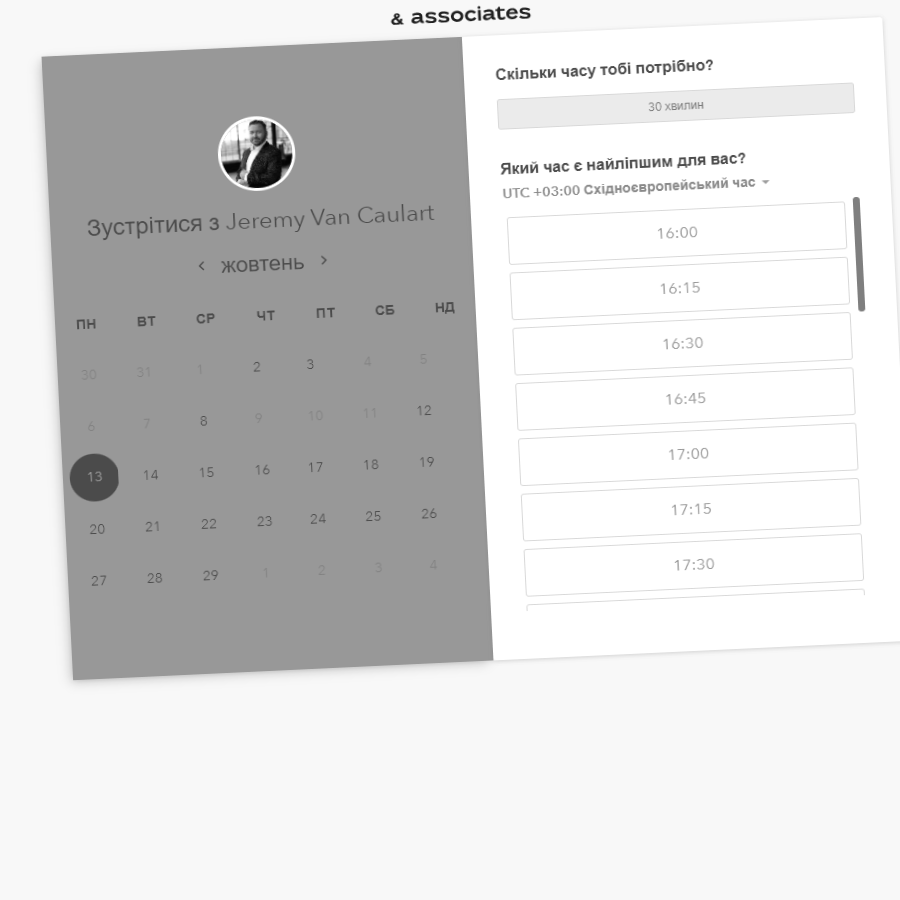 & associates
Зустрітися з Jeremy Van Caulart
‹ жовтень ›
ПН ВТ СР ЧТ ПТ СБ НД
30 31 1 2 3 4 5
6 7 8 9 10 11 12
13 14 15 16 17 18 19
20 21 22 23 24 25 26
27 28 29 1 2 3 4
Скільки часу тобі потрібно?
30 хвилин
Який час є найліпшим для вас?
UTC +03:00 Східноєвропейський час
16:00
16:15
16:30
16:45
17:00
17:15
17:30